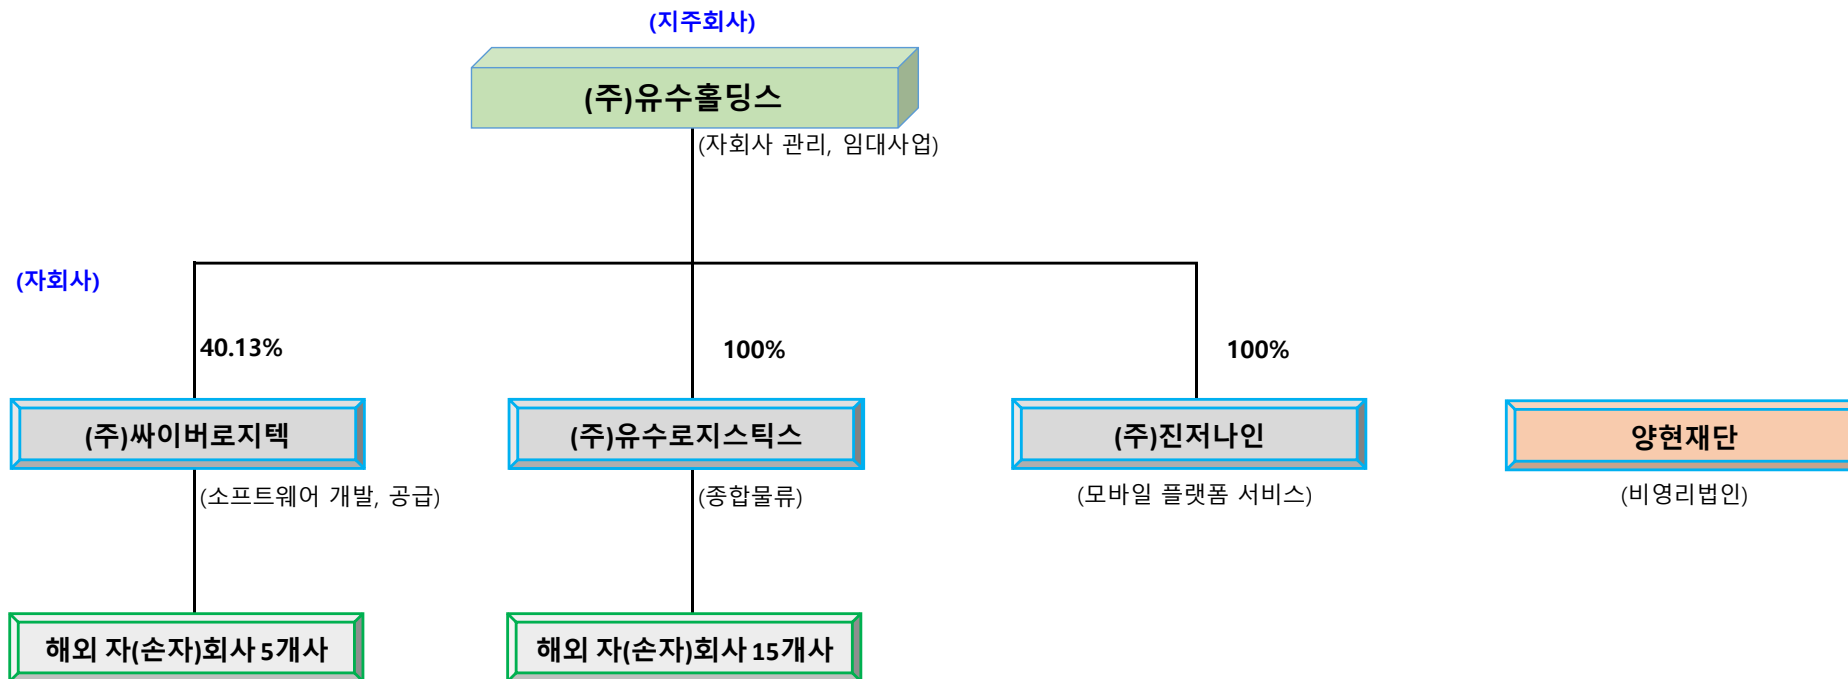 (지주회사)
(주)유수홀딩스
(자회사 관리, 임대사업)
(자회사)
40.13%
100%
100%
(주)싸이버로지텍
(주)유수로지스틱스
(주)진저나인
양현재단
(소프트웨어 개발, 공급)
(종합물류)
(모바일 플랫폼 서비스)
(비영리법인)
해외 자(손자)회사 5개사
해외 자(손자)회사 15개사